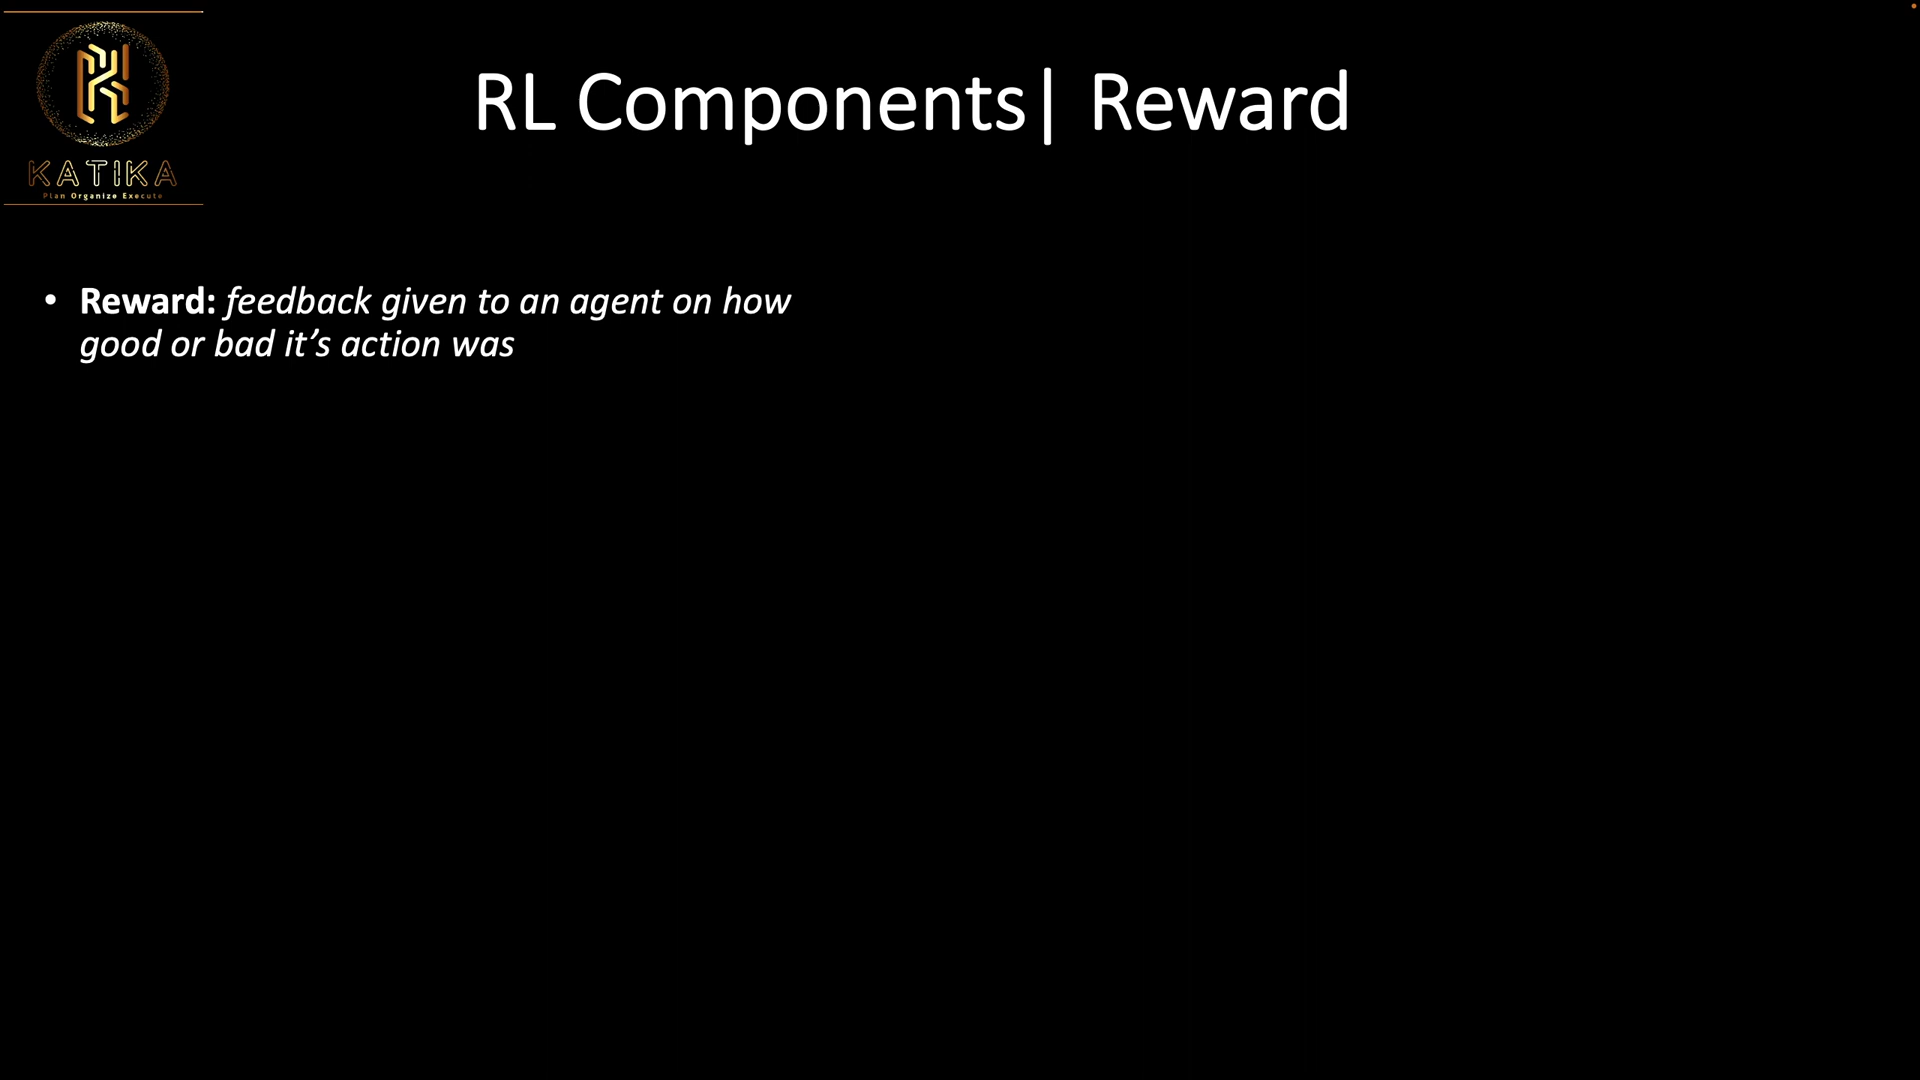 KATIKA
Plan Organize Execute
RL Components| Reward
• Reward: feedback given to an agent on how
good or bad it’s action was